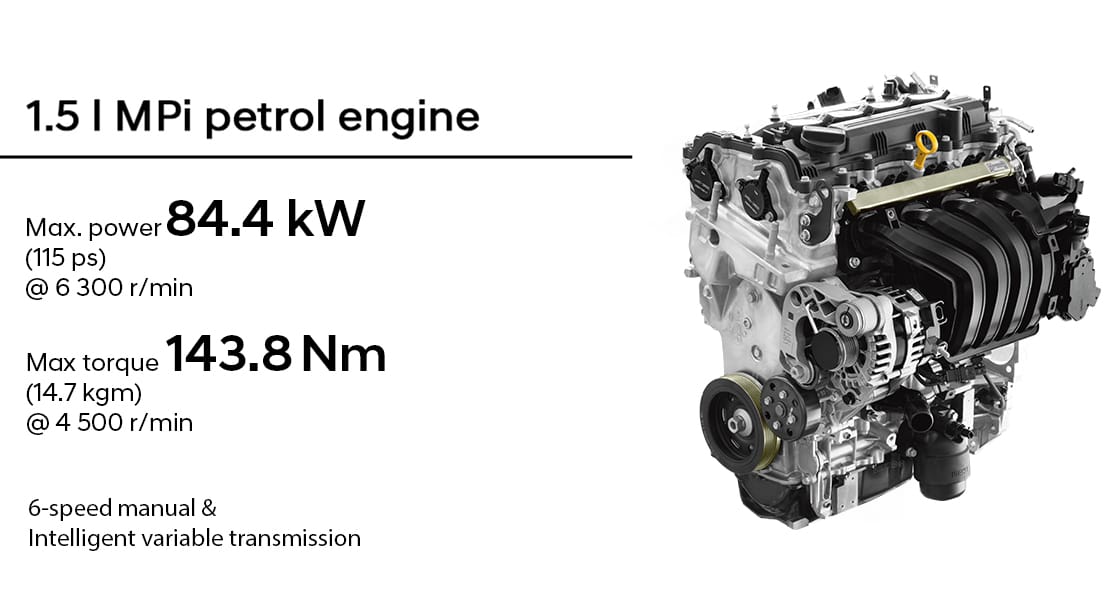 1.5 l MPi petrol engine
Max. power 84.4 kW
(115 ps)
@ 6 300 r/min
Max torque 143.8 Nm
(14.7 kgm)
@ 4 500 r/min
6-speed manual &
Intelligent variable transmission